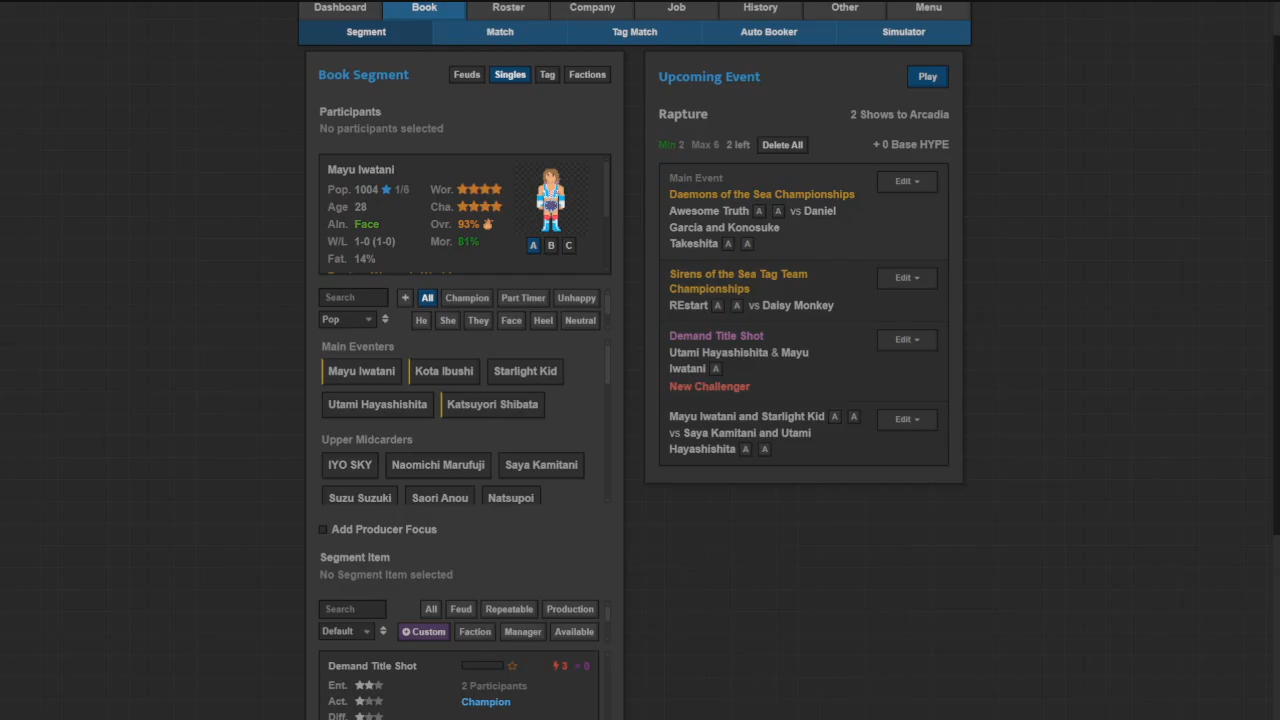 Dashboard Book Roster Company Job History Other Menu
Segment Match Tag Match Auto Booker Simulator
Book Segment Feuds Singles Tag Factions
Participants
No participants selected
Mayu Iwatani
Pop. 1004 1/6 Wor.
Age 28 Cha.
Aln. Face Ovr. 93%
W/L 1-0 (1-0) Mor. 81%
Fat. 14%
A B C
Search + All Champion Part Timer Unhappy
Pop He She They Face Heel Neutral
Main Eventers
Mayu Iwatani Kota Ibushi Starlight Kid
Utami Hayashishita Katsuyori Shibata
Upper Midcarders
IYO SKY Naomichi Marufuji Saya Kamitani
Suzu Suzuki Saori Anou Natsupoi
Add Producer Focus
Segment Item
No Segment Item selected
Search All Feud Repeatable Production
Default Custom Faction Manager Available
Demand Title Shot 3 0
Ent. 2 Participants
Act. Champion
Diff.
Upcoming Event Play
Rapture 2 Shows to Arcadia
Min 2 Max 6 2 left Delete All + 0 Base HYPE
Main Event Edit
Daemons of the Sea Championships
Awesome Truth A A vs Daniel
Garcia and Konosuke
Takeshita A A
Sirens of the Sea Tag Team Edit
Championships
REstart A A vs Daisy Monkey
Demand Title Shot Edit
Utami Hayashishita & Mayu
Iwatani A
New Challenger
Mayu Iwatani and Starlight Kid A A Edit
vs Saya Kamitani and Utami
Hayashishita A A